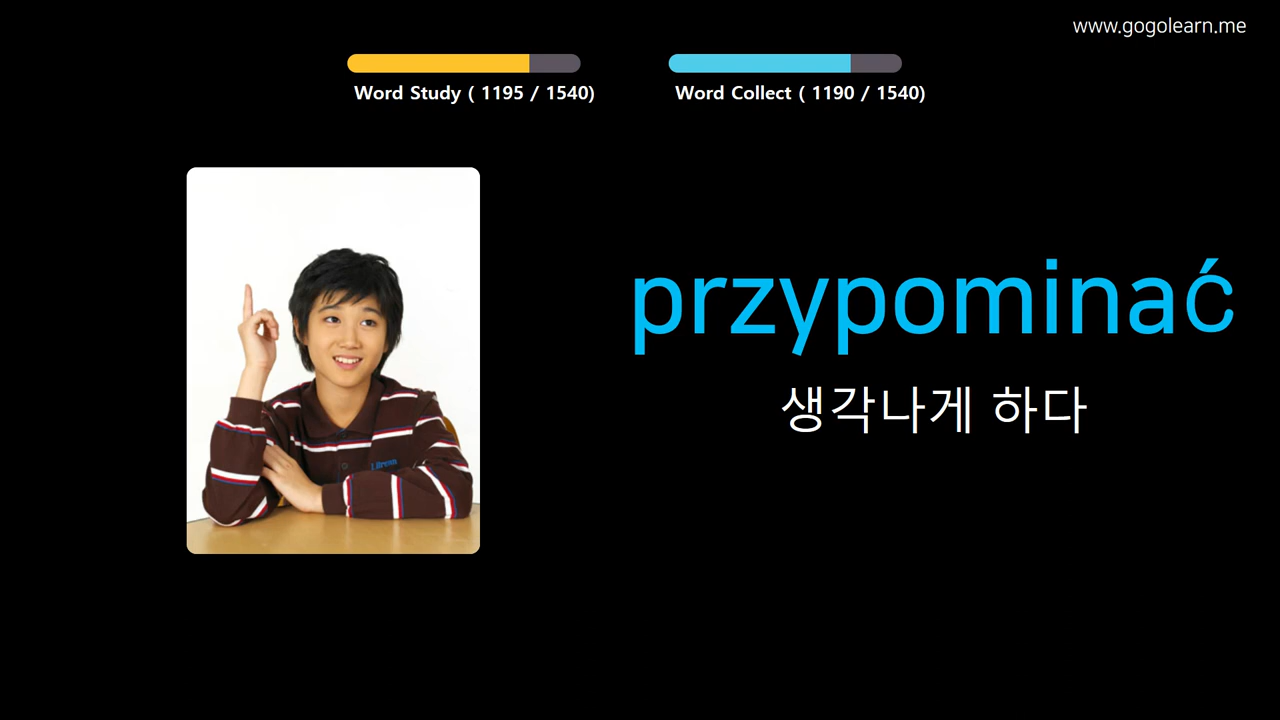 www.gogolearn.me
Word Study ( 1195 / 1540)
Word Collect ( 1190 / 1540)
przypominać
생각나게 하다